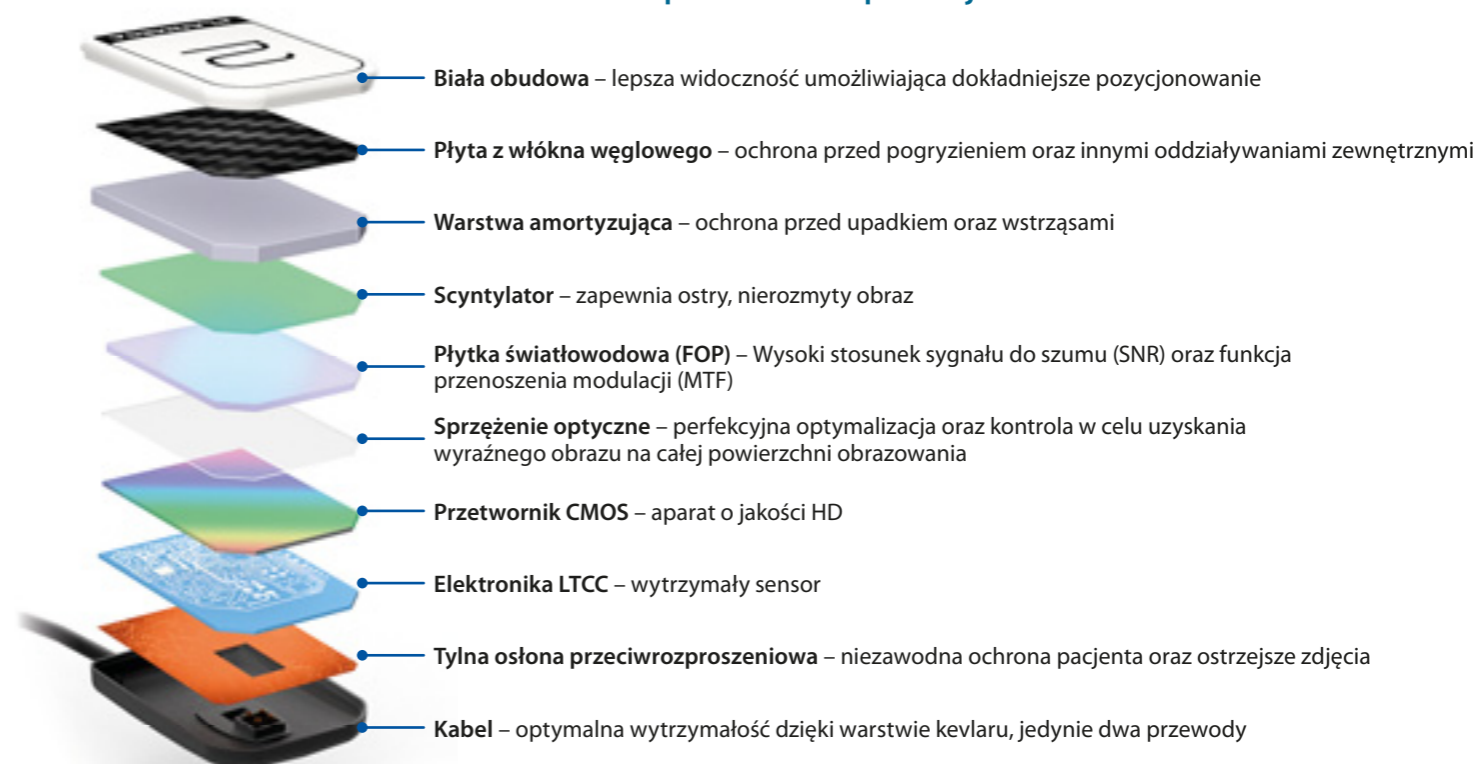 Biała obudowa – lepsza widoczność umożliwiająca dokładniejsze pozycjonowanie
Płyta z włókna węglowego – ochrona przed pogryzieniem oraz innymi oddziaływaniami zewnętrznymi
Warstwa amortyzująca – ochrona przed upadkiem oraz wstrząsami
Scyntylator – zapewnia ostry, nierozmyty obraz
Płytka światłowodowa (FOP) – Wysoki stosunek sygnału do szumu (SNR) oraz funkcja
przenoszenia modulacji (MTF)
Sprzężenie optyczne – perfekcyjna optymalizacja oraz kontrola w celu uzyskania
wyraźnego obrazu na całej powierzchni obrazowania
Przetwornik CMOS – aparat o jakości HD
Elektronika LTCC – wytrzymały sensor
Tylna osłona przeciwrozproszeniowa – niezawodna ochrona pacjenta oraz ostrzejsze zdjęcia
Kabel – optymalna wytrzymałość dzięki warstwie kevlaru, jedynie dwa przewody